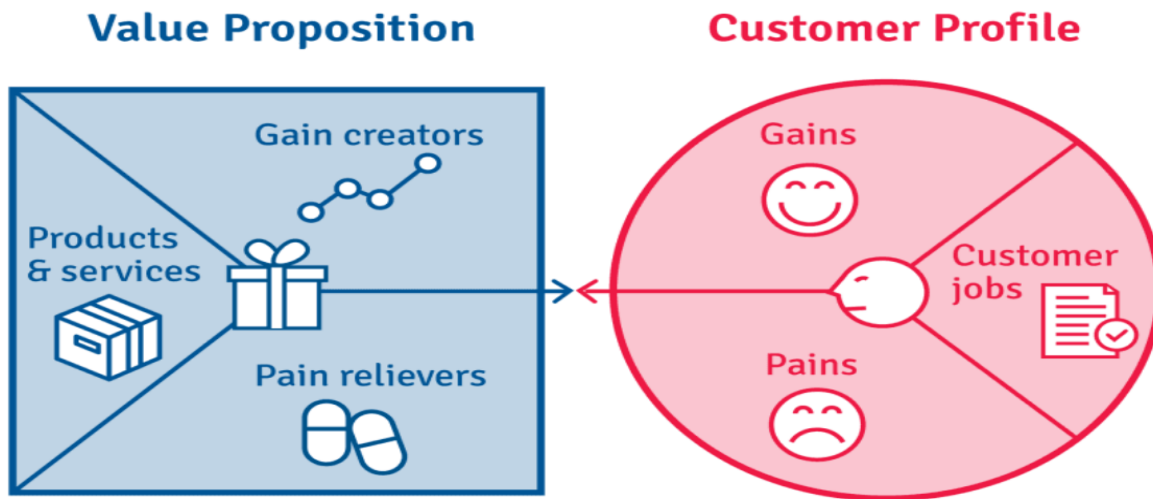 Value Proposition
Customer Profile
Gain creators
Products
& services
Pain relievers
Gains
Customer
jobs
Pains